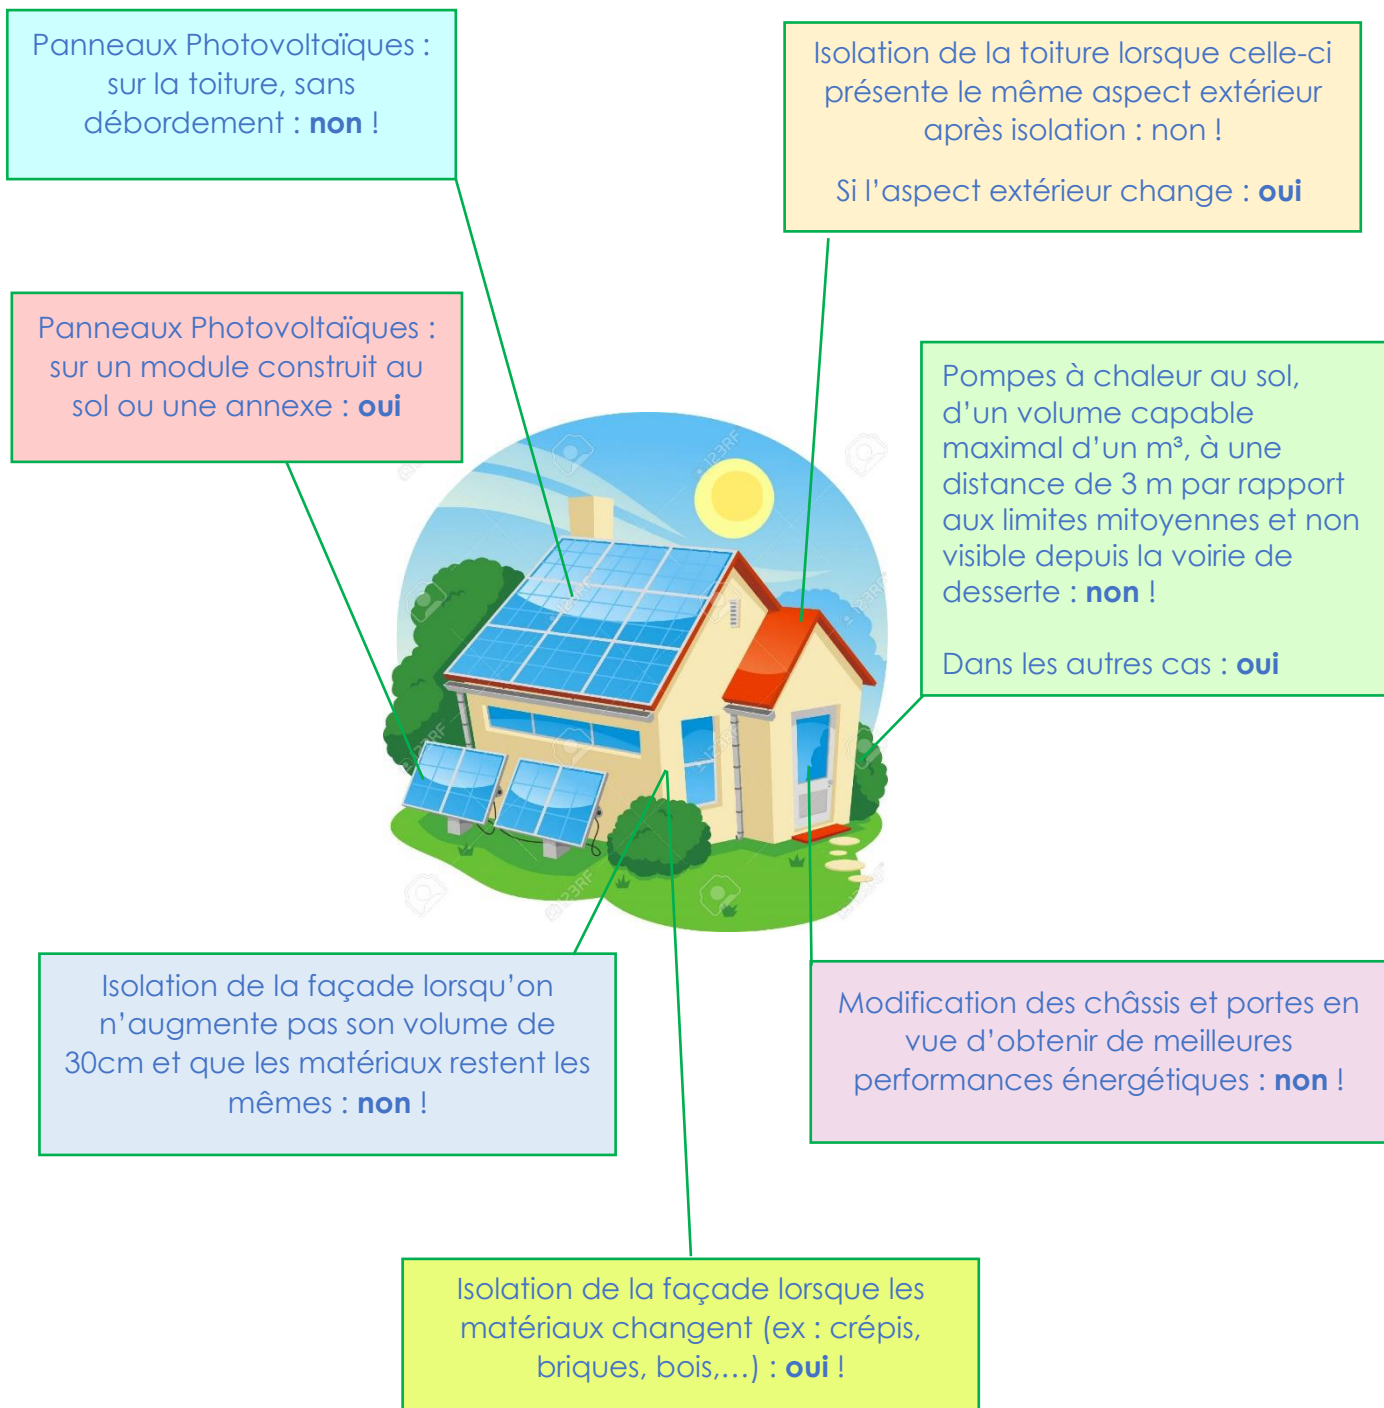 Panneaux Photovoltaïques :
sur la toiture, sans
débordement : non !
Isolation de la toiture lorsque celle-ci
présente le même aspect extérieur
après isolation : non !
Si l’aspect extérieur change : oui
Panneaux Photovoltaïques :
sur un module construit au
sol ou une annexe : oui
Pompes à chaleur au sol,
d’un volume capable
maximal d’un m³, à une
distance de 3 m par rapport
aux limites mitoyennes et non
visible depuis la voirie de
desserte : non !
Dans les autres cas : oui
Isolation de la façade lorsqu’on
n’augmente pas son volume de
30cm et que les matériaux restent les
mêmes : non !
Modification des châssis et portes en
vue d’obtenir de meilleures
performances énergétiques : non !
Isolation de la façade lorsque les
matériaux changent (ex : crépis,
briques, bois,…) : oui !